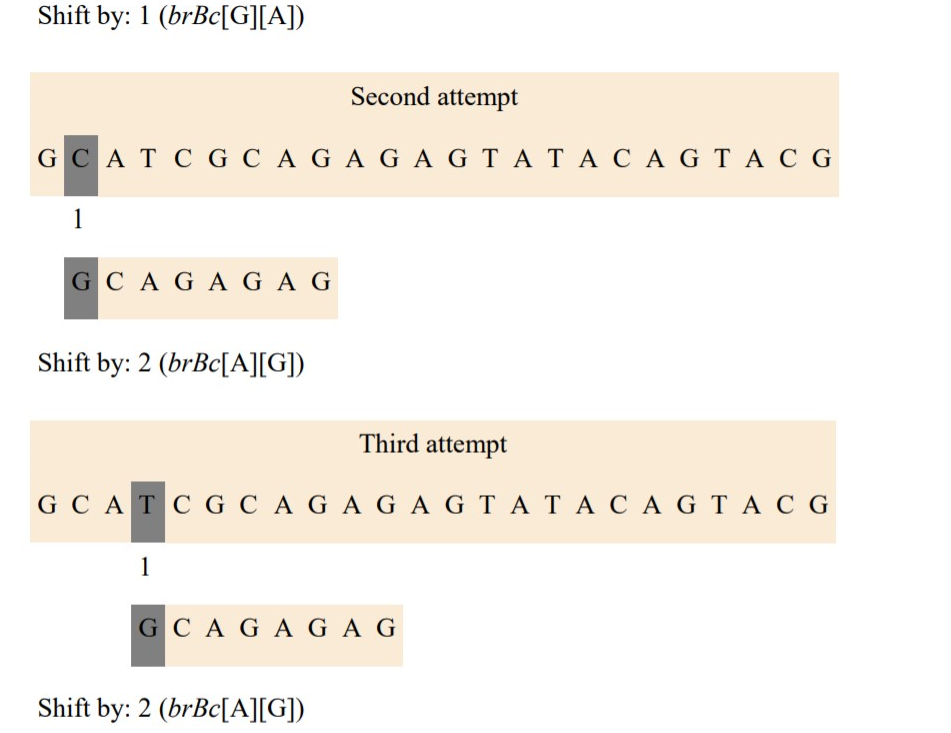 Shift by: 1 (brBc[G][A])
Second attempt
G C A T C G C A G A G A G T A T A C A G T A C G
1
G C A G A G A G
Shift by: 2 (brBc[A][G])
Third attempt
G C A T C G C A G A G A G T A T A C A G T A C G
1
G C A G A G A G
Shift by: 2 (brBc[A][G])